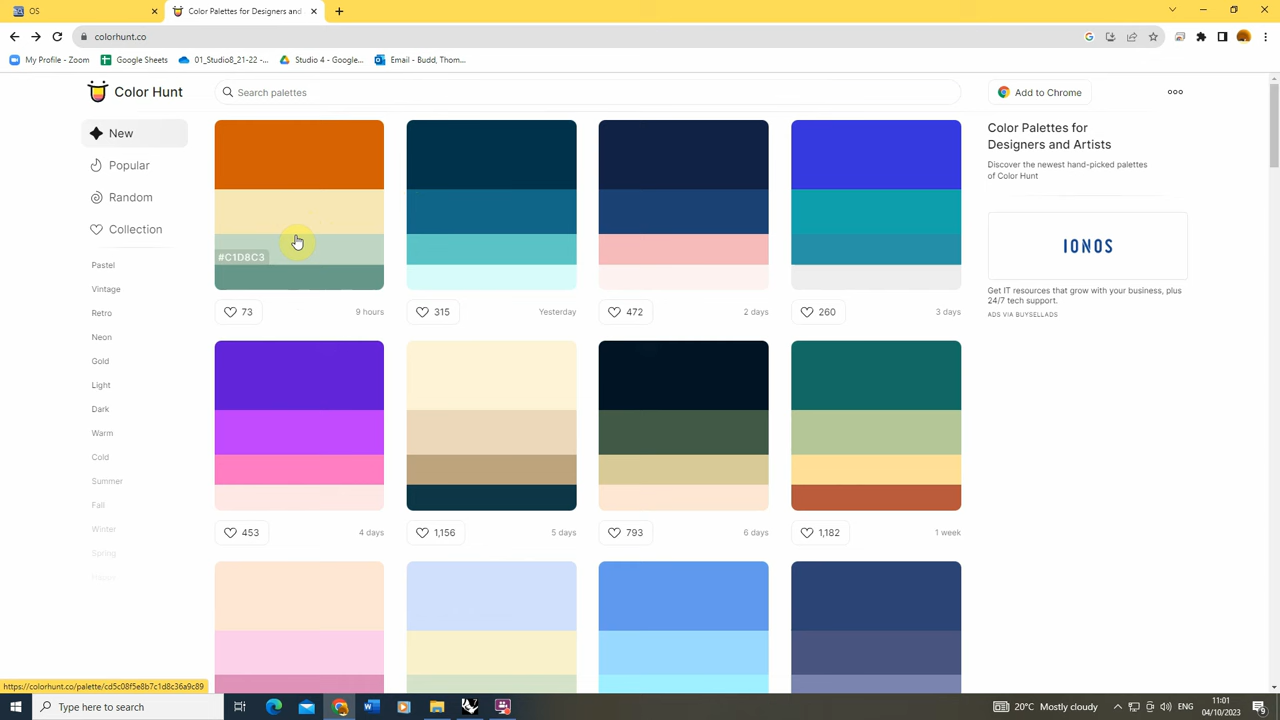 OS
Color Palettes for Designers and
colorhunt.co
My Profile - Zoom
Google Sheets
01_Studio8_21-22 -...
Studio 4 - Google...
Email - Budd, Thom...
Color Hunt
Search palettes
Add to Chrome
New
Popular
Random
Collection
Pastel
Vintage
Retro
Neon
Gold
Light
Dark
Warm
Cold
Summer
Fall
Winter
Spring
#C1D8C3
73
9 hours
315
Yesterday
472
2 days
260
3 days
453
4 days
1,156
5 days
793
6 days
1,182
1 week
Color Palettes for
Designers and Artists
Discover the newest hand-picked palettes
of Color Hunt
IONOS
Get IT resources that grow with your business, plus
24/7 tech support.
ADS VIA BUYSELLADS
https://colorhunt.co/palette/cd5c08f5e8b7c1d8c36a9c89
Type here to search
20°C Mostly cloudy
ENG
11:01
04/10/2023